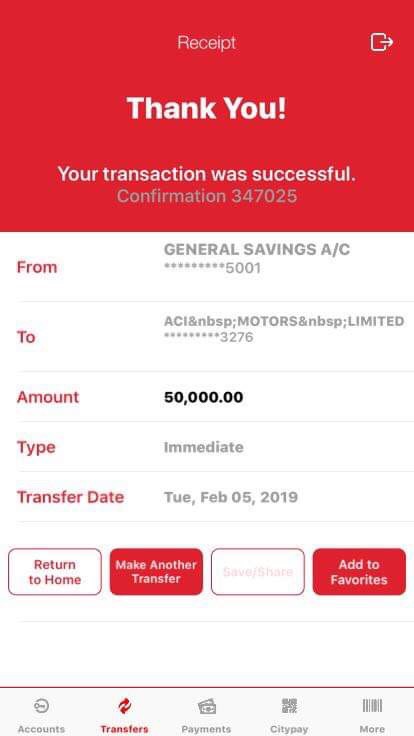 Receipt
Thank You!
Your transaction was successful.
Confirmation 347025
From
GENERAL SAVINGS A/C
*********5001
To
ACI&nbsp;MOTORS&nbsp;LIMITED
*********3276
Amount
50,000.00
Type
Immediate
Transfer Date
Tue, Feb 05, 2019
Return
to Home
Make Another
Transfer
Save/Share
Add to
Favorites
Accounts
Transfers
Payments
Citypay
More